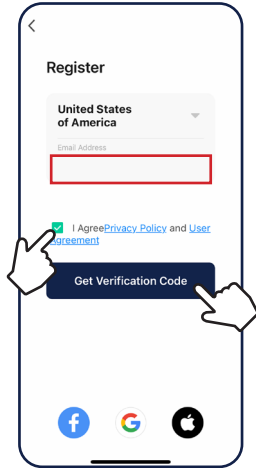 Register
United States
of America
Email Address
I AgreePrivacy Policy and User
Agreement
Get Verification Code